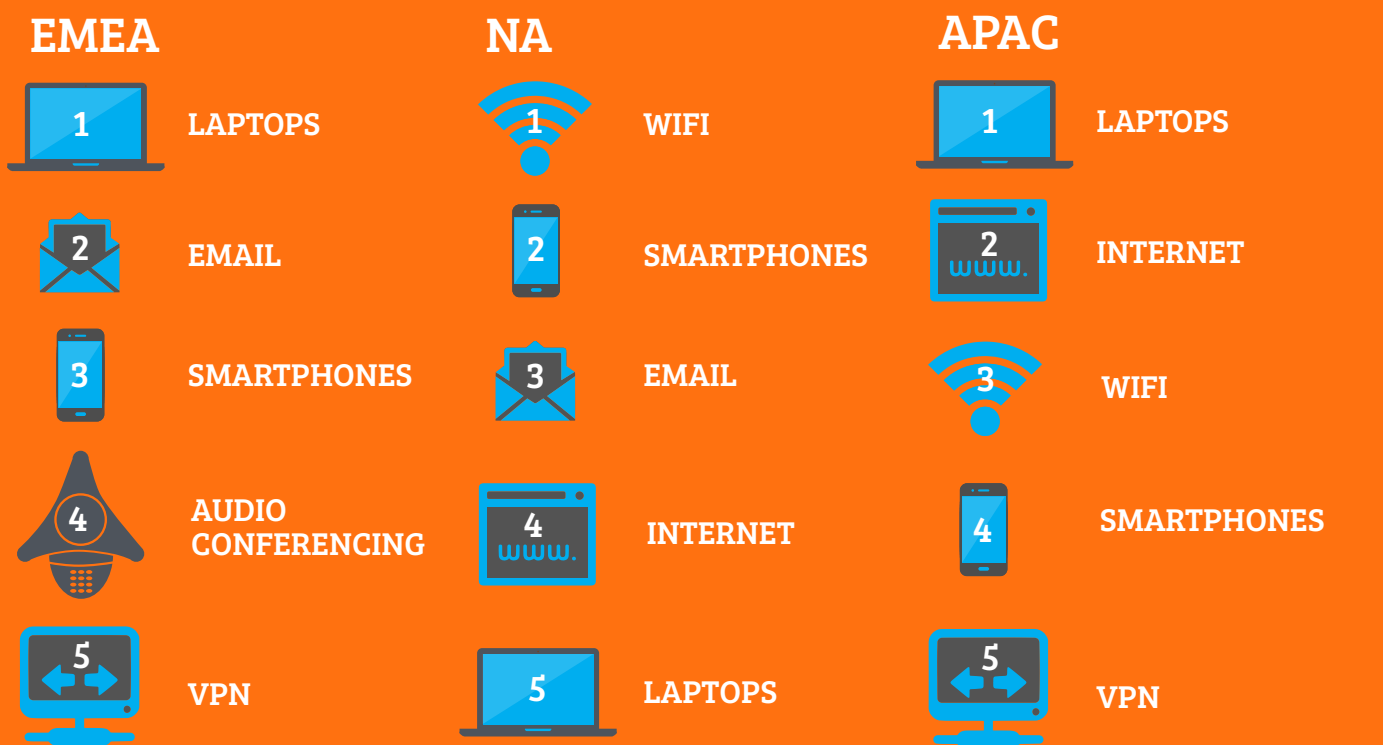 EMEA
1
LAPTOPS
2
EMAIL
3
SMARTPHONES
4
AUDIO
CONFERENCING
5
VPN
NA
1
WIFI
2
SMARTPHONES
3
EMAIL
4
www.
INTERNET
5
LAPTOPS
APAC
1
LAPTOPS
2
www.
INTERNET
3
WIFI
4
SMARTPHONES
5
VPN